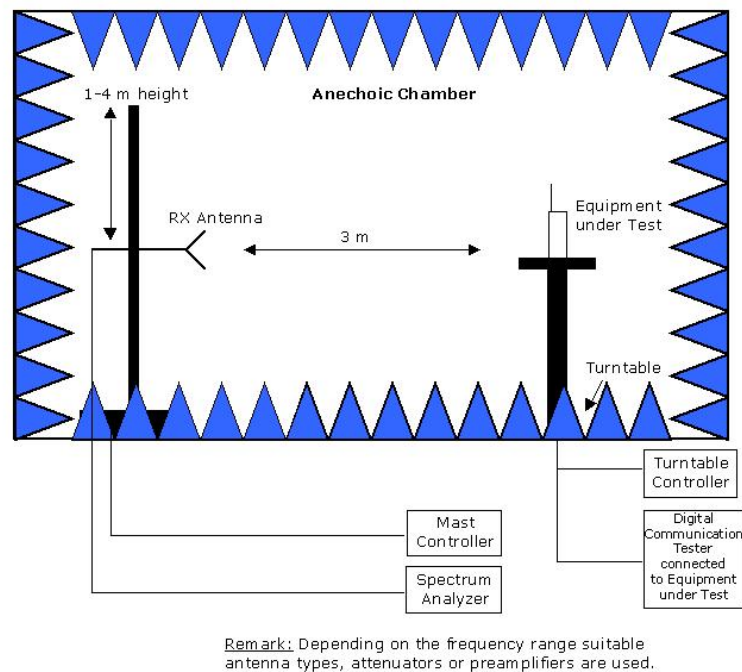 1-4 m height
Anechoic Chamber
RX Antenna
3 m
Equipment
under Test
Turntable
Turntable
Controller
Mast
Controller
Digital
Communication
Tester
connected
to Equipment
under Test
Spectrum
Analyzer
Remark: Depending on the frequency range suitable
antenna types, attenuators or preamplifiers are used.